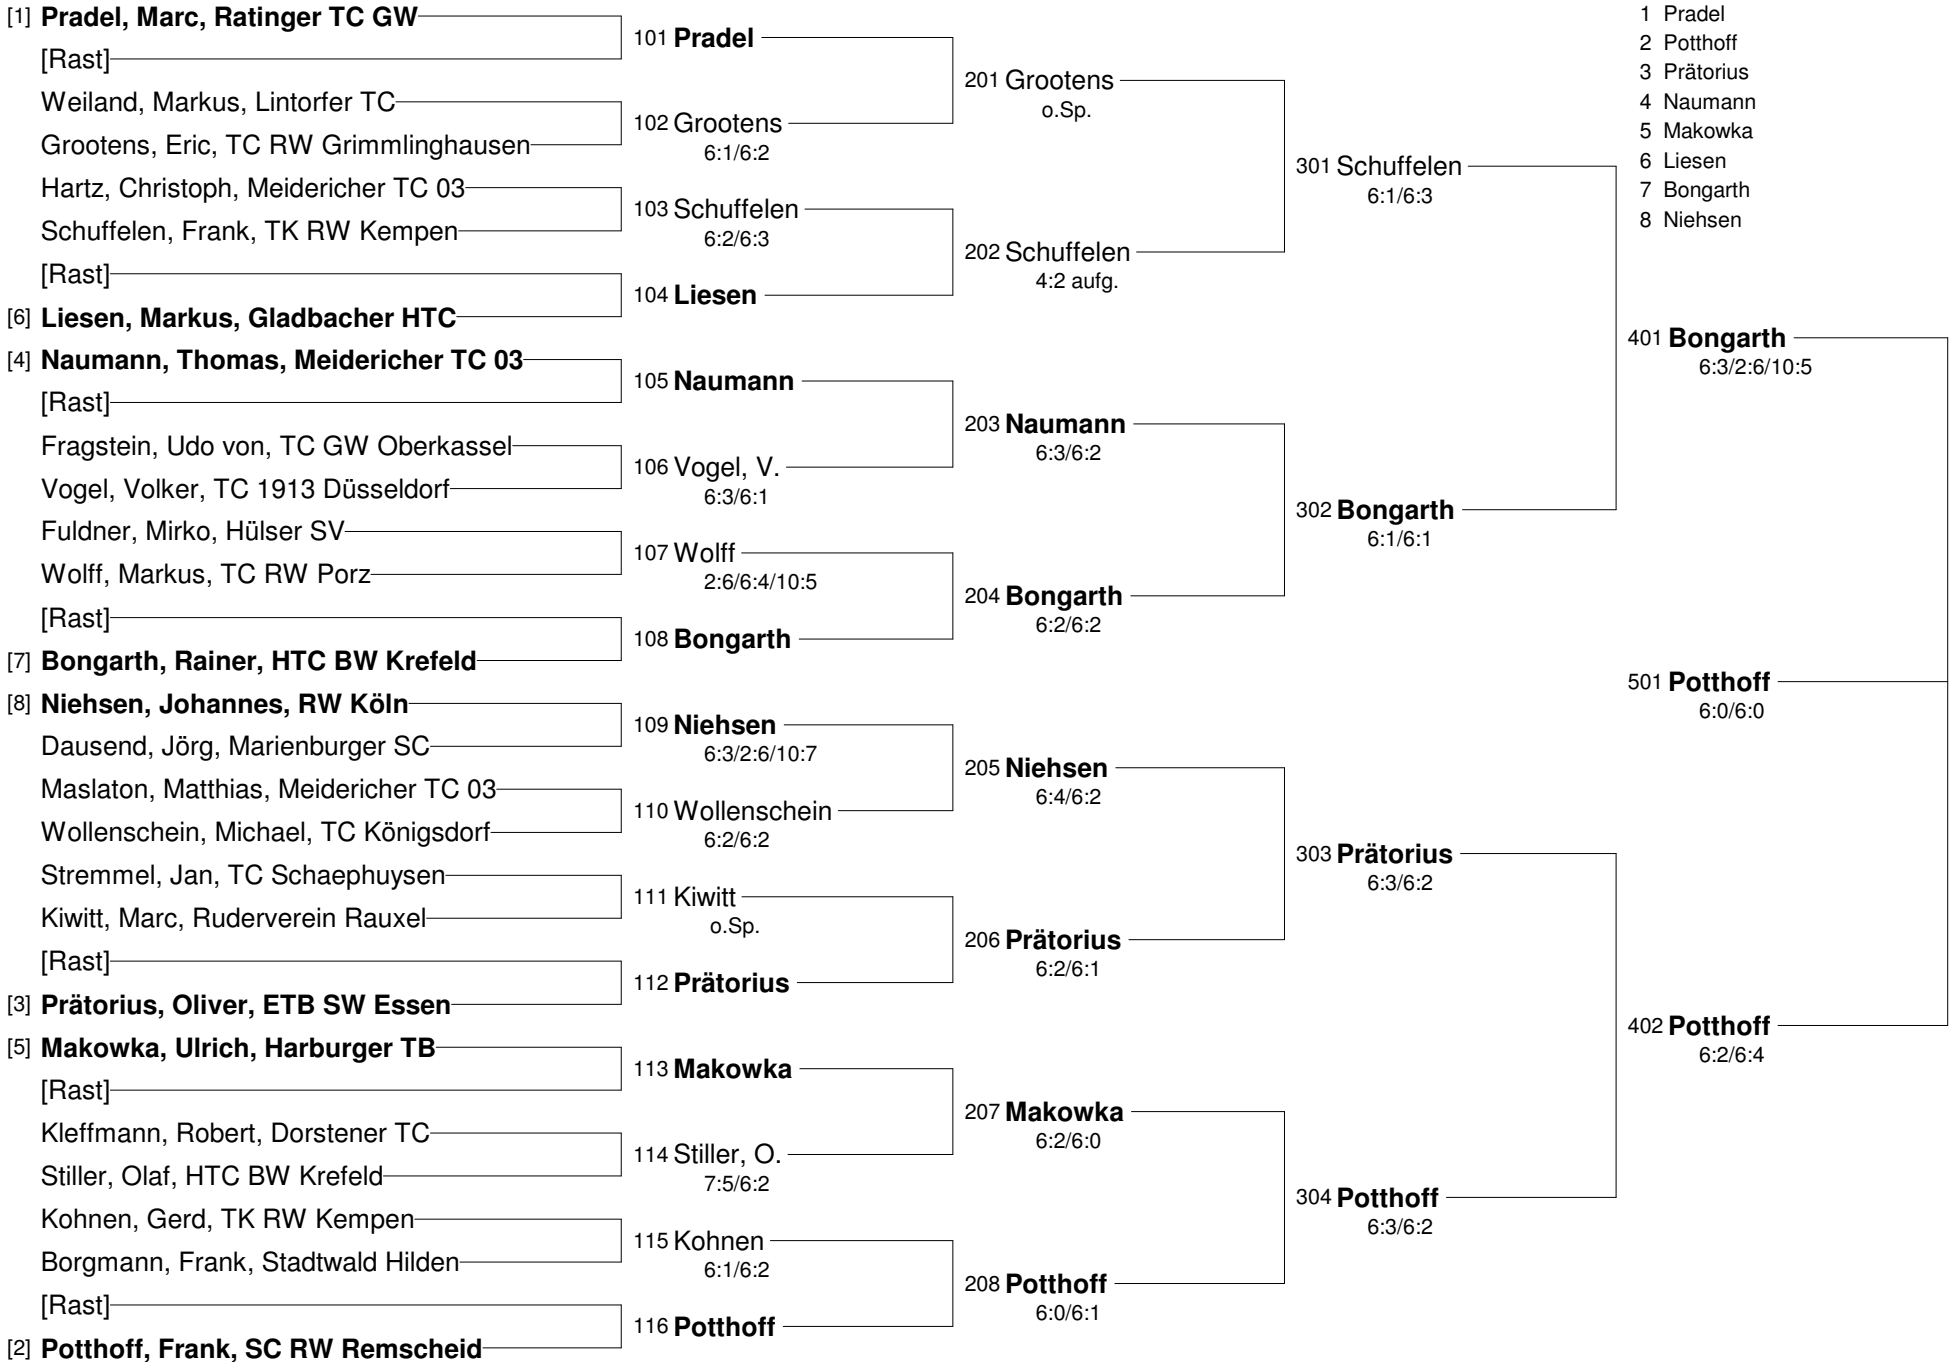 [1] Pradel, Marc, Ratinger TC GW
[Rast]
Weiland, Markus, Lintorfer TC
Grootens, Eric, TC RW Grimmlinghausen
Hartz, Christoph, Meidericher TC 03
Schuffelen, Frank, TK RW Kempen
[Rast]
[6] Liesen, Markus, Gladbacher HTC
[4] Naumann, Thomas, Meidericher TC 03
[Rast]
Fragstein, Udo von, TC GW Oberkassel
Vogel, Volker, TC 1913 Düsseldorf
Fuldner, Mirko, Hülser SV
Wolff, Markus, TC RW Porz
[Rast]
[7] Bongarth, Rainer, HTC BW Krefeld
[8] Niehsen, Johannes, RW Köln
Dausend, Jörg, Marienburger SC
Maslaton, Matthias, Meidericher TC 03
Wollenschein, Michael, TC Königsdorf
Stremmel, Jan, TC Schaephuysen
Kiwitt, Marc, Ruderverein Rauxel
[Rast]
[3] Prätorius, Oliver, ETB SW Essen
[5] Makowka, Ulrich, Harburger TB
[Rast]
Kleffmann, Robert, Dorstener TC
Stiller, Olaf, HTC BW Krefeld
Kohnen, Gerd, TK RW Kempen
Borgmann, Frank, Stadtwald Hilden
[Rast]
[2] Potthoff, Frank, SC RW Remscheid
101 Pradel
102 Grootens
6:1/6:2
103 Schuffelen
6:2/6:3
104 Liesen
105 Naumann
106 Vogel, V.
6:3/6:1
107 Wolff
2:6/6:4/10:5
108 Bongarth
109 Niehsen
6:3/2:6/10:7
110 Wollenschein
6:2/6:2
111 Kiwitt
o.Sp.
112 Prätorius
113 Makowka
114 Stiller, O.
7:5/6:2
115 Kohnen
6:1/6:2
116 Potthoff
201 Grootens
o.Sp.
202 Schuffelen
4:2 aufg.
203 Naumann
6:3/6:2
204 Bongarth
6:2/6:2
205 Niehsen
6:4/6:2
206 Prätorius
6:2/6:1
207 Makowka
6:2/6:0
208 Potthoff
6:0/6:1
301 Schuffelen
6:1/6:3
302 Bongarth
6:1/6:1
303 Prätorius
6:3/6:2
304 Potthoff
6:3/6:2
1 Pradel
2 Potthoff
3 Prätorius
4 Naumann
5 Makowka
6 Liesen
7 Bongarth
8 Niehsen
401 Bongarth
6:3/2:6/10:5
501 Potthoff
6:0/6:0
402 Potthoff
6:2/6:4